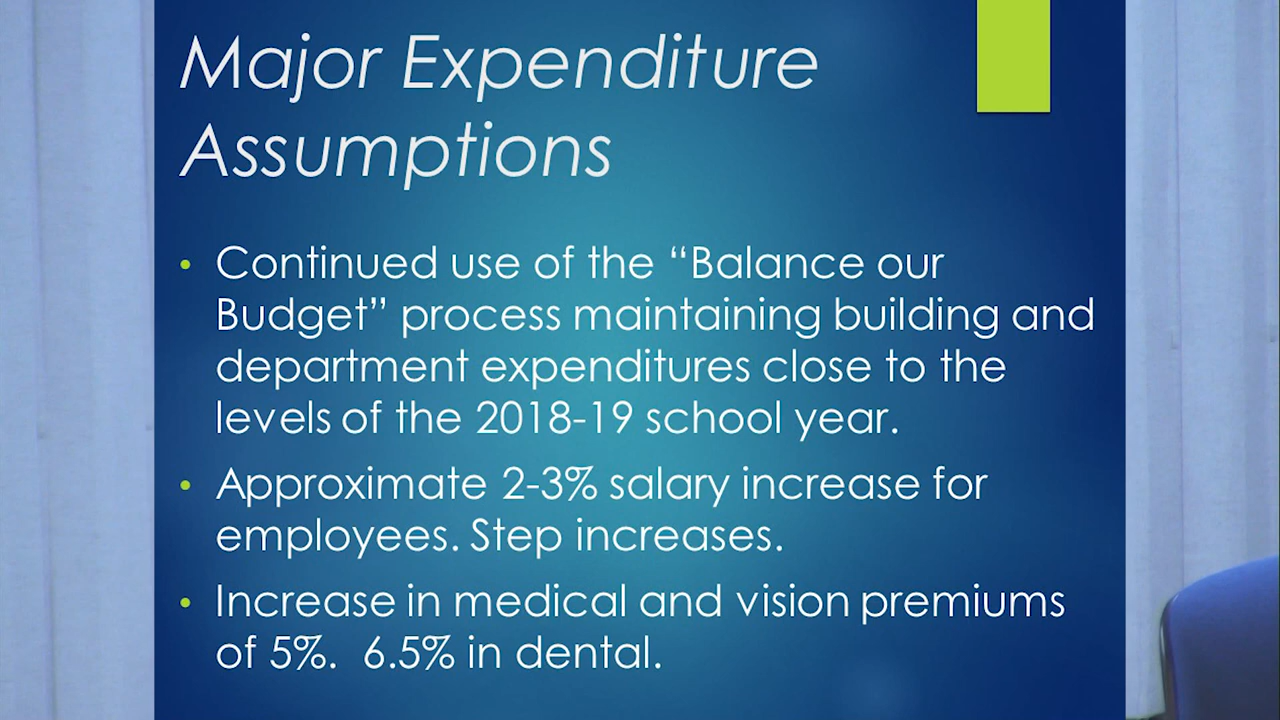 Major Expenditure
Assumptions
• Continued use of the “Balance our
Budget” process maintaining building and
department expenditures close to the
levels of the 2018-19 school year.
• Approximate 2-3% salary increase for
employees. Step increases.
• Increase in medical and vision premiums
of 5%.  6.5% in dental.